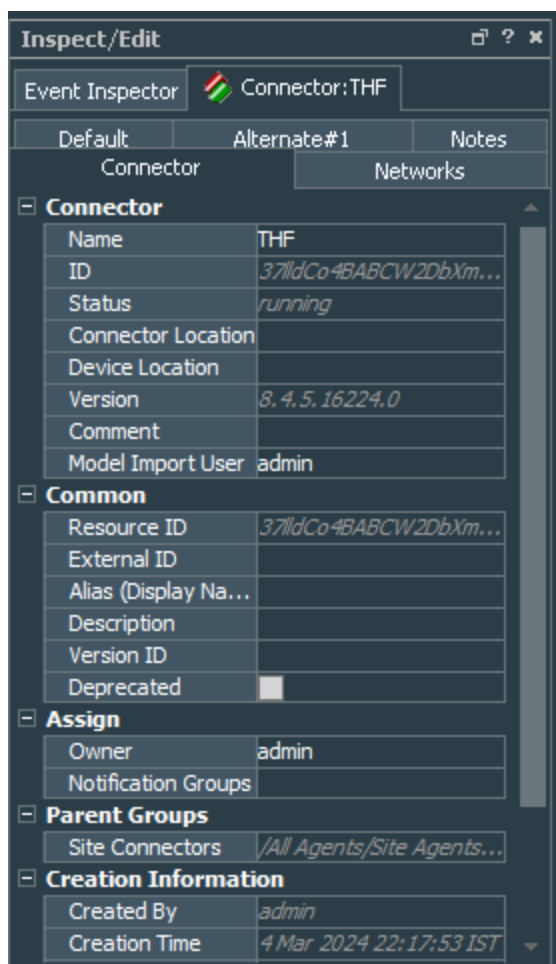 Inspect/Edit ?
Event Inspector Connector:THF
Default Alternate#1 Notes
Connector Networks
Connector
Name THF
ID 37lldCo4BABCW2DbXm...
Status running
Connector Location
Device Location
Version 8.4.5.16224.0
Comment
Model Import User admin
Common
Resource ID 37lldCo4BABCW2DbXm...
External ID
Alias (Display Na...
Description
Version ID
Deprecated
Assign
Owner admin
Notification Groups
Parent Groups
Site Connectors /All Agents/Site Agents...
Creation Information
Created By admin
Creation Time 4 Mar 2024 22:17:53 IST